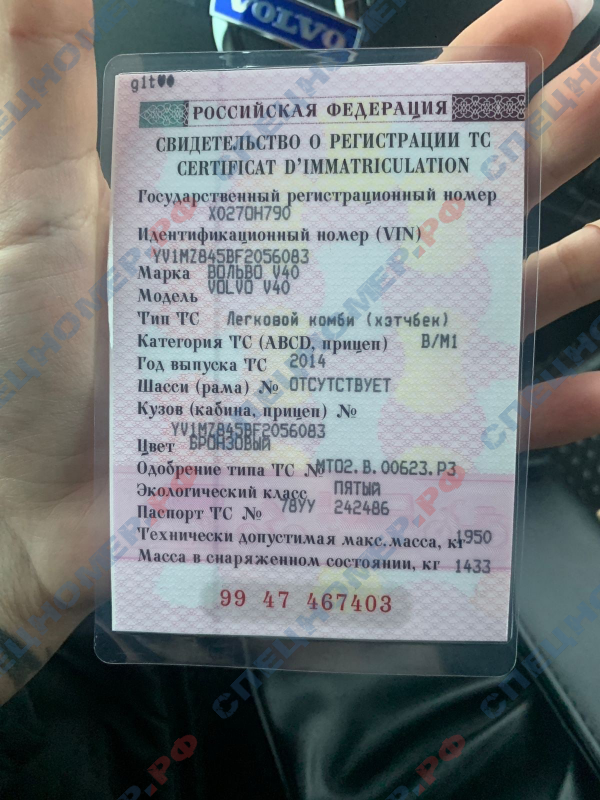 VOLVO
g1t
РОССИЙСКАЯ ФЕДЕРАЦИЯ
СВИДЕТЕЛЬСТВО О РЕГИСТРАЦИИ ТС
CERTIFICAT D'IMMATRICULATION
Государственный регистрационный номер
Х027ОН790
Идентификационный номер (VIN)
YV1MZ845BF2056083
Марка ВОЛЬВО V40
Модель VOLVO V40
Тип ТС Легковой комби (хэтчбек)
Категория ТС (ABCD, прицеп) B/M1
Год выпуска ТС 2014
Шасси (рама) № ОТСУТСТВУЕТ
Кузов (кабина, прицеп) №
YV1MZ845BF2056083
Цвет БРОНЗОВЫЙ
Одобрение типа ТС № МТ02.В.00623.Р3
Экологический класс ПЯТЫЙ
Паспорт ТС № 78УУ 242486
Технически допустимая макс. масса, кг 1950
Масса в снаряженном состоянии, кг 1433
99 47 467403
СПЕЦНОМЕР.РФ